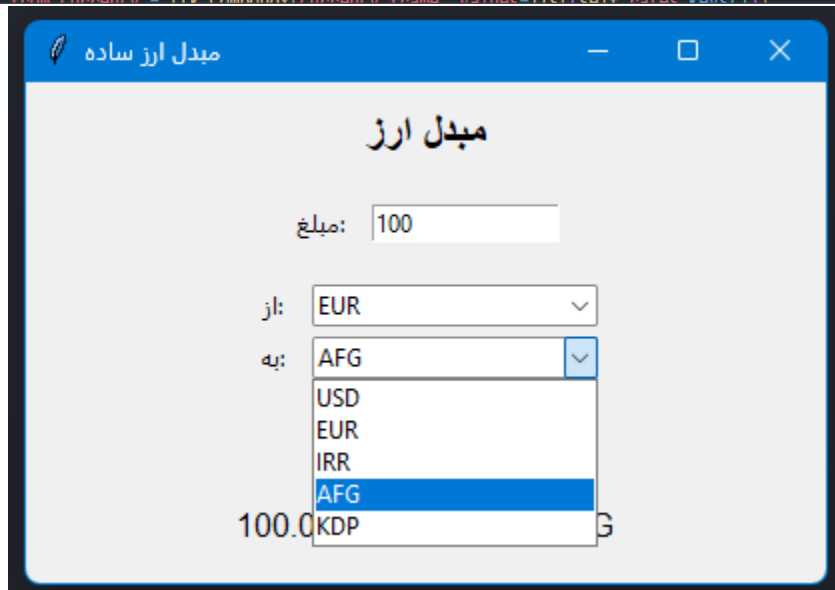 مبدل ارز ساده
مبدل ارز
مبلغ: 100
از: EUR
به: AFG
USD
EUR
IRR
AFG
KDP
100.0